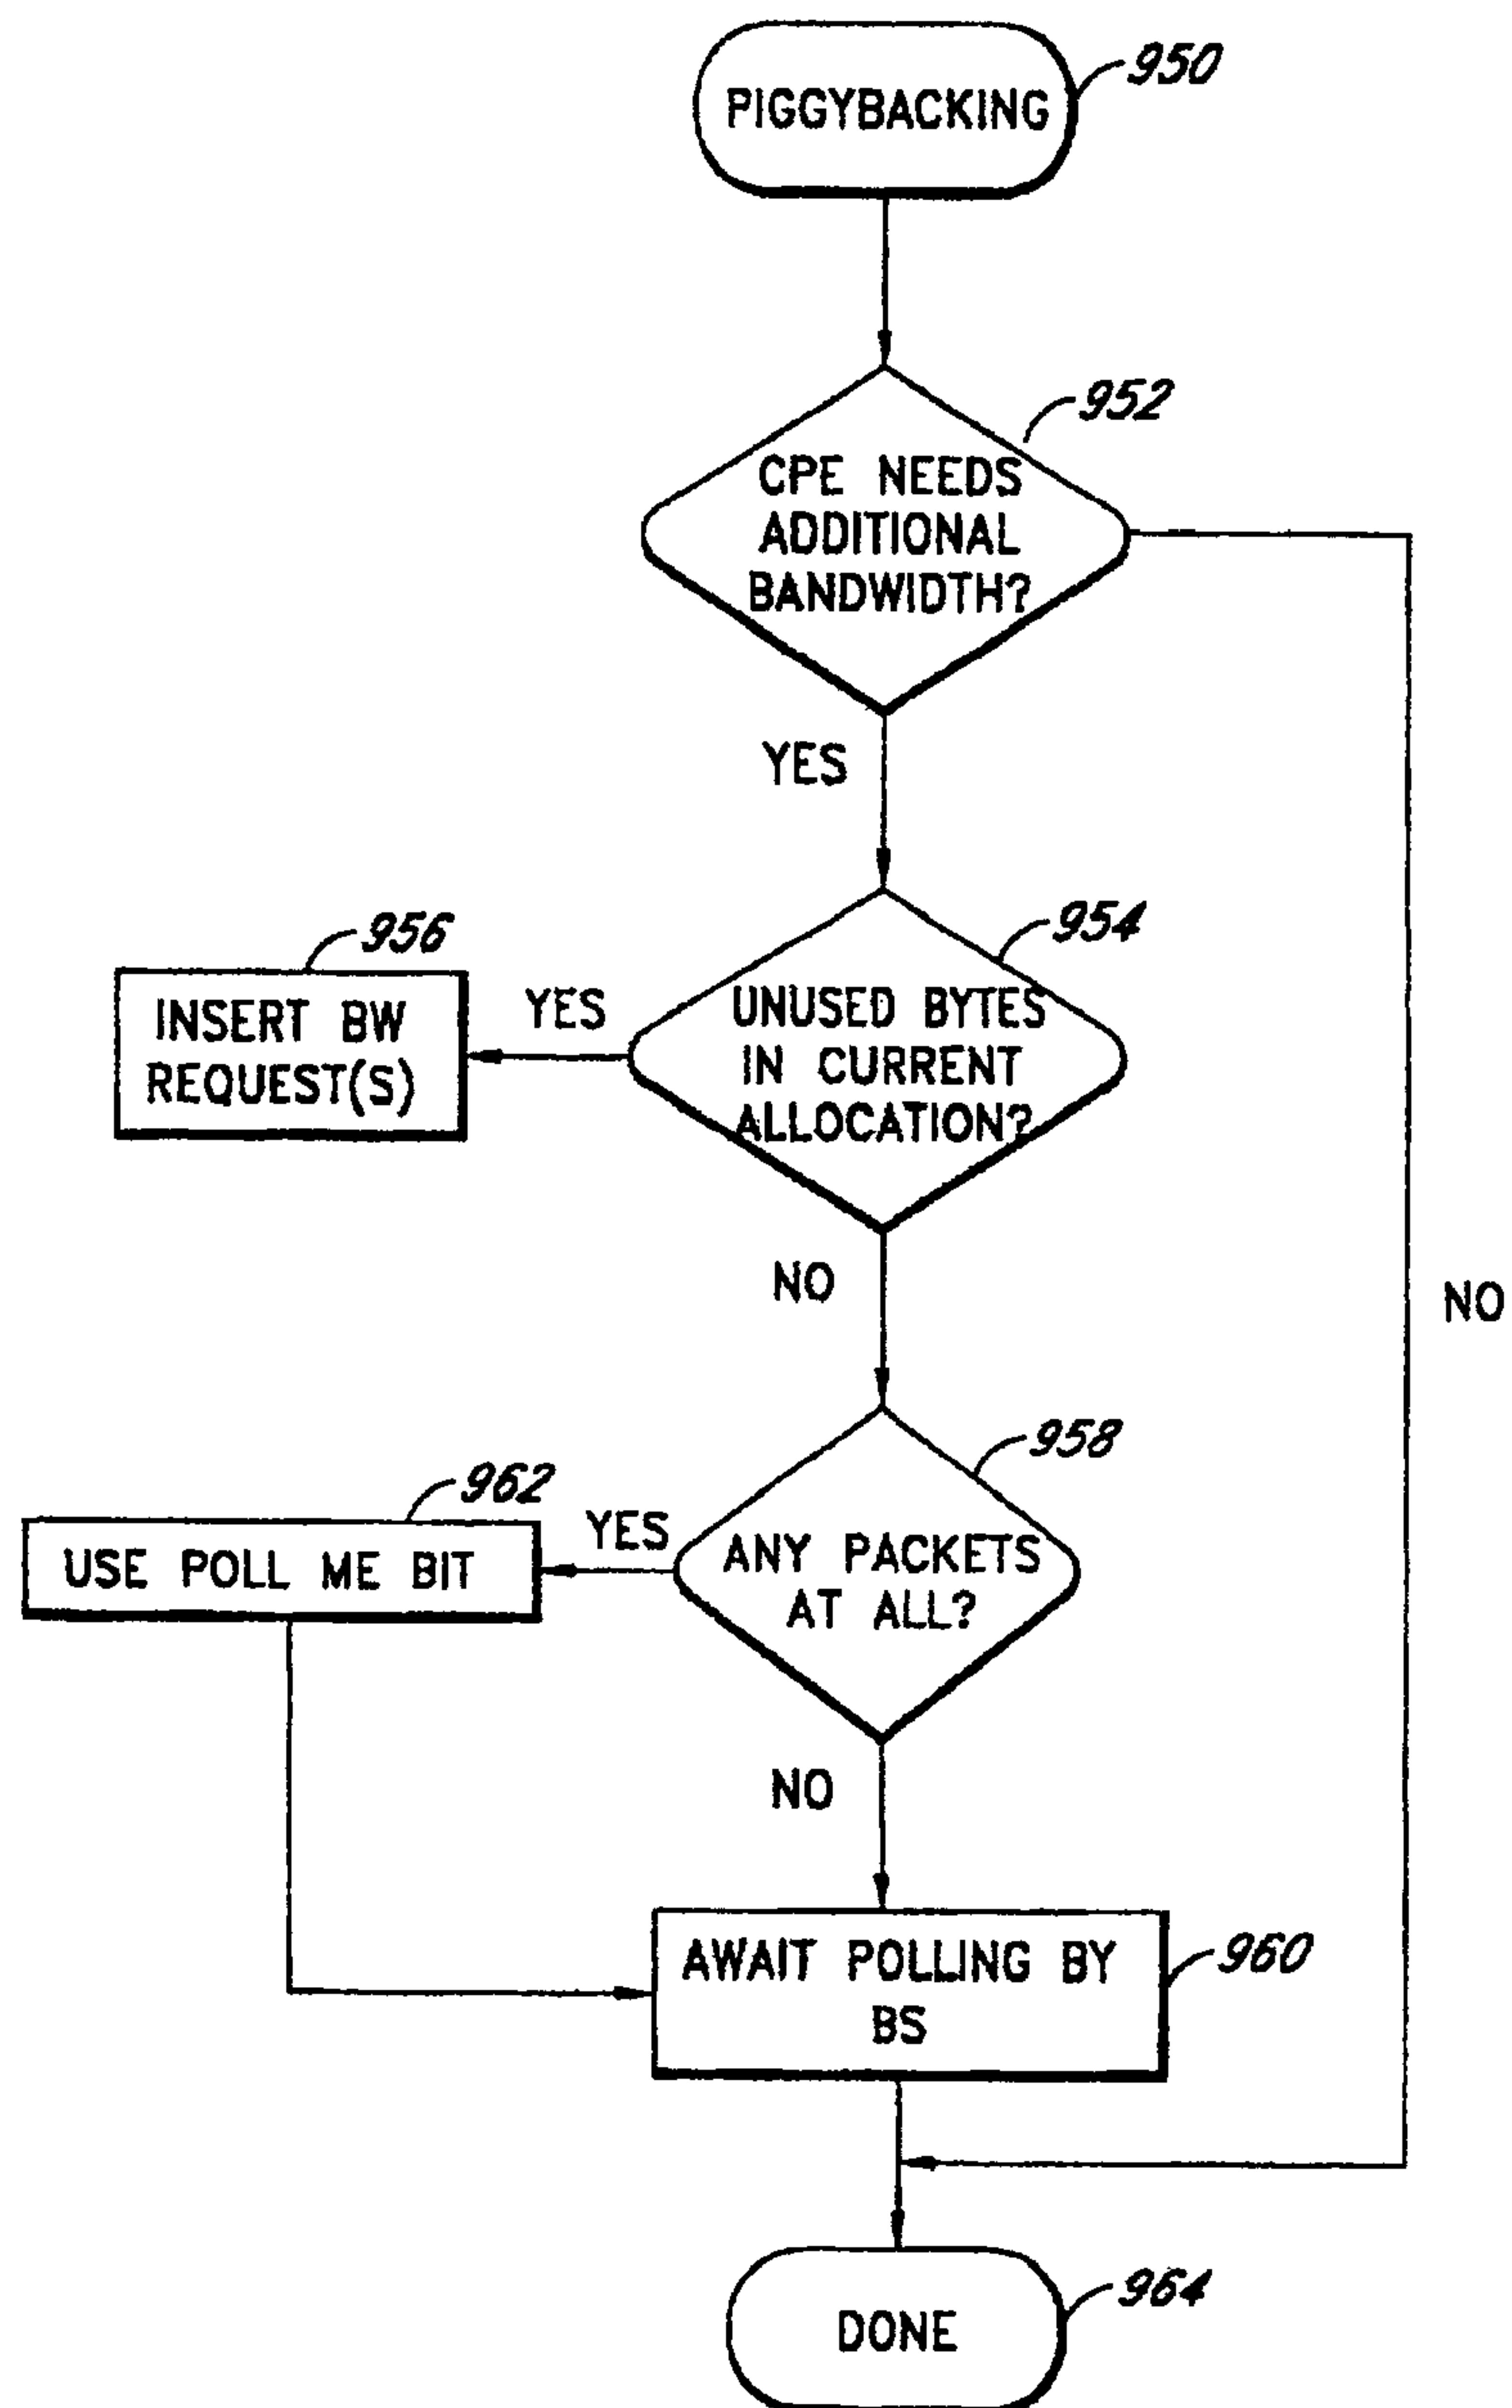 PIGGYBACKING
950
952
CPE NEEDS
ADDITIONAL
BANDWIDTH?
YES
956
954
INSERT BW
REQUEST(S)
YES
UNUSED BYTES
IN CURRENT
ALLOCATION?
NO
NO
958
962
YES
USE POLL ME BIT
ANY PACKETS
AT ALL?
NO
AWAIT POLLING BY
BS
960
964
DONE